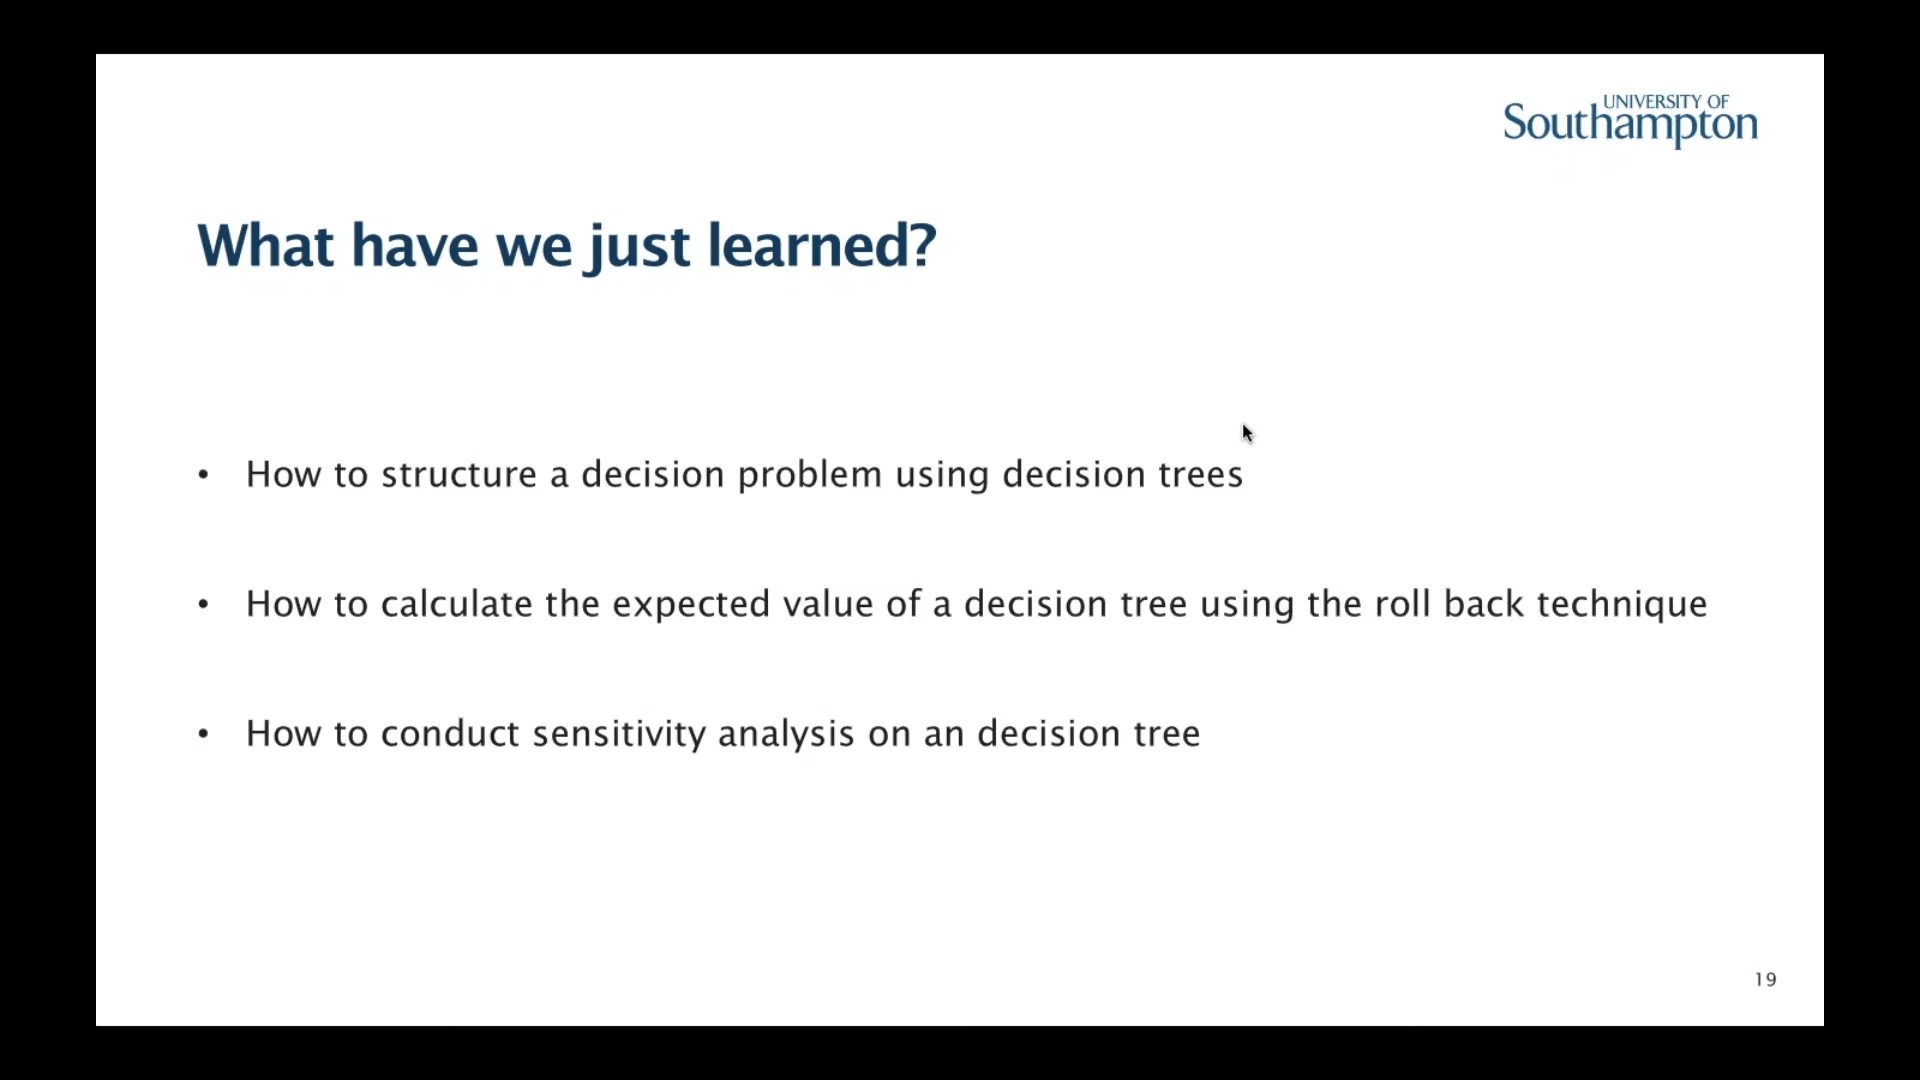 UNIVERSITY OF
Southampton
What have we just learned?
• How to structure a decision problem using decision trees
• How to calculate the expected value of a decision tree using the roll back technique
• How to conduct sensitivity analysis on an decision tree
19